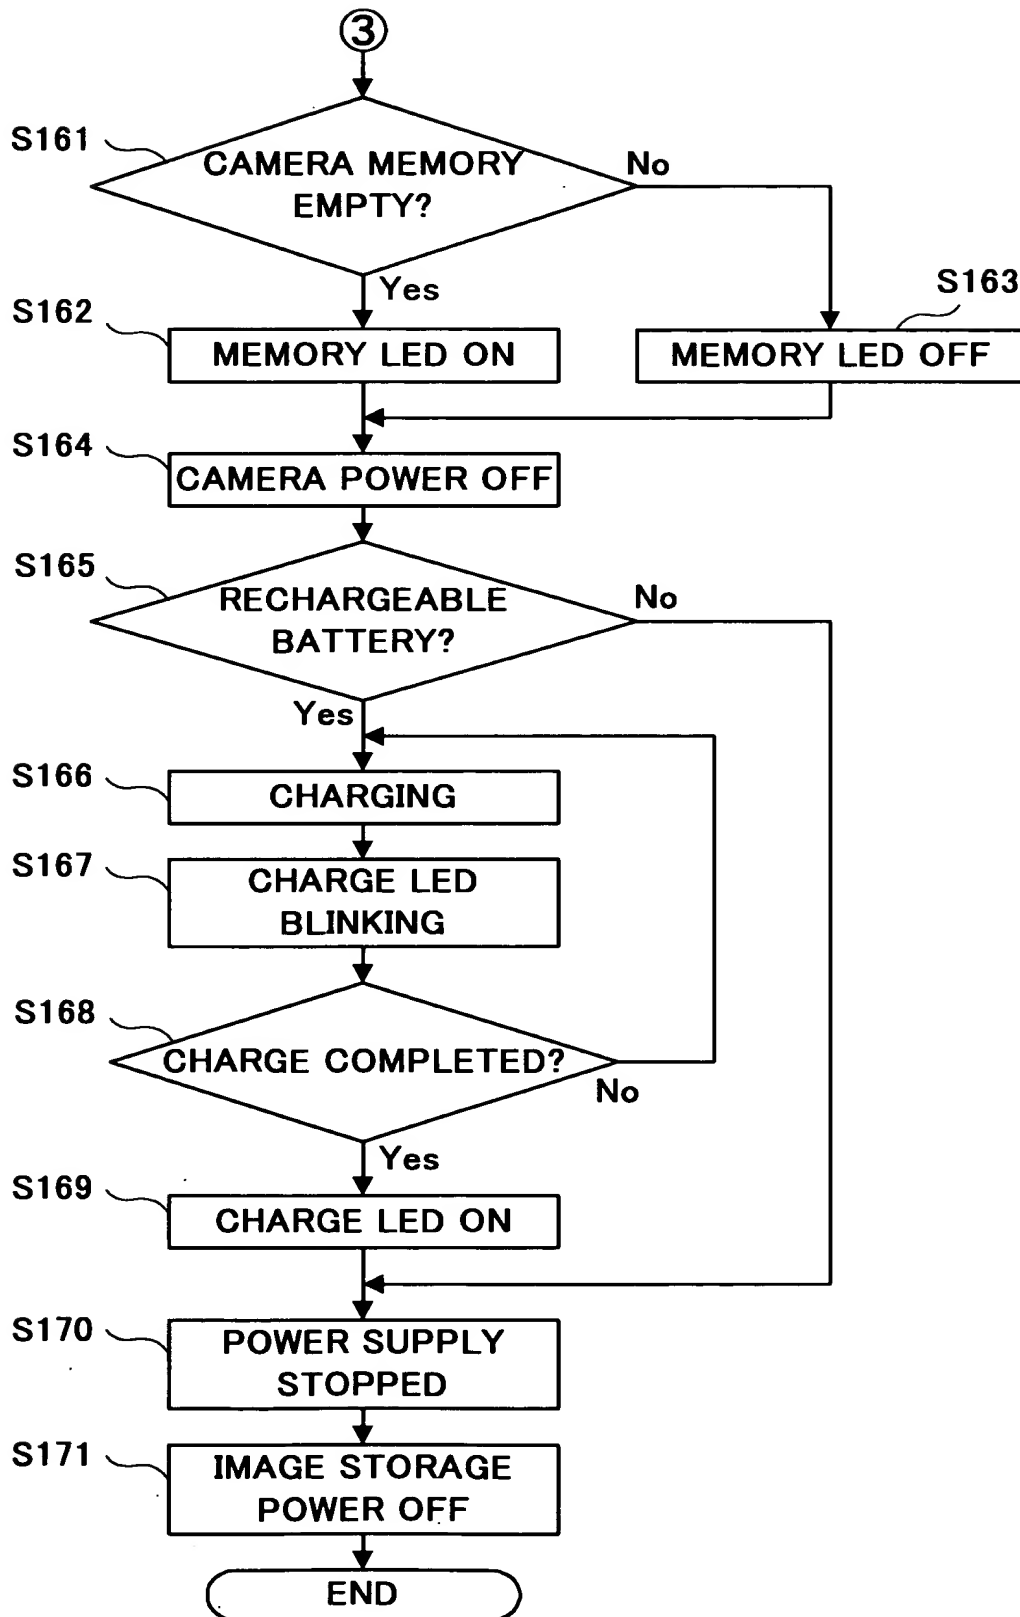 3
S161
CAMERA MEMORY
EMPTY?
No
Yes
S162
MEMORY LED ON
S163
MEMORY LED OFF
S164
CAMERA POWER OFF
S165
RECHARGEABLE
BATTERY?
No
Yes
S166
CHARGING
S167
CHARGE LED
BLINKING
S168
CHARGE COMPLETED?
No
Yes
S169
CHARGE LED ON
S170
POWER SUPPLY
STOPPED
S171
IMAGE STORAGE
POWER OFF
END